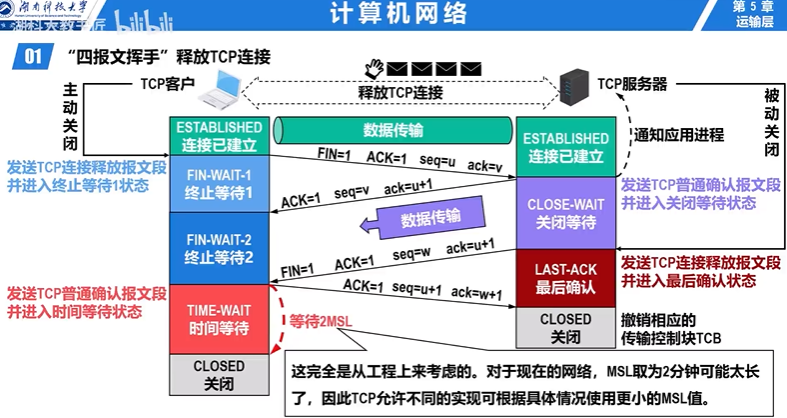 湖南科技大学
Hunan University of Science and Technology
湖科大教书匠
bilibili
计算机网络
第 5 章
运输层
01
“四报文挥手”释放TCP连接
主动关闭
TCP客户
释放TCP连接
TCP服务器
被动关闭
ESTABLISHED
连接已建立
数据传输
ESTABLISHED
连接已建立
通知应用进程
FIN=1 ACK=1 seq=u ack=v
发送TCP连接释放报文段
并进入终止等待1状态
FIN-WAIT-1
终止等待1
ACK=1 seq=v ack=u+1
CLOSE-WAIT
关闭等待
发送TCP普通确认报文段
并进入关闭等待状态
数据传输
FIN-WAIT-2
终止等待2
FIN=1 ACK=1 seq=w ack=u+1
LAST-ACK
最后确认
发送TCP连接释放报文段
并进入最后确认状态
发送TCP普通确认报文段
并进入时间等待状态
TIME-WAIT
时间等待
ACK=1 seq=u+1 ack=w+1
等待2MSL
CLOSED
关闭
撤销相应的
传输控制块TCB
CLOSED
关闭
这完全是从工程上来考虑的。对于现在的网络，MSL取为2分钟可能太长
了，因此TCP允许不同的实现可根据具体情况使用更小的MSL值。